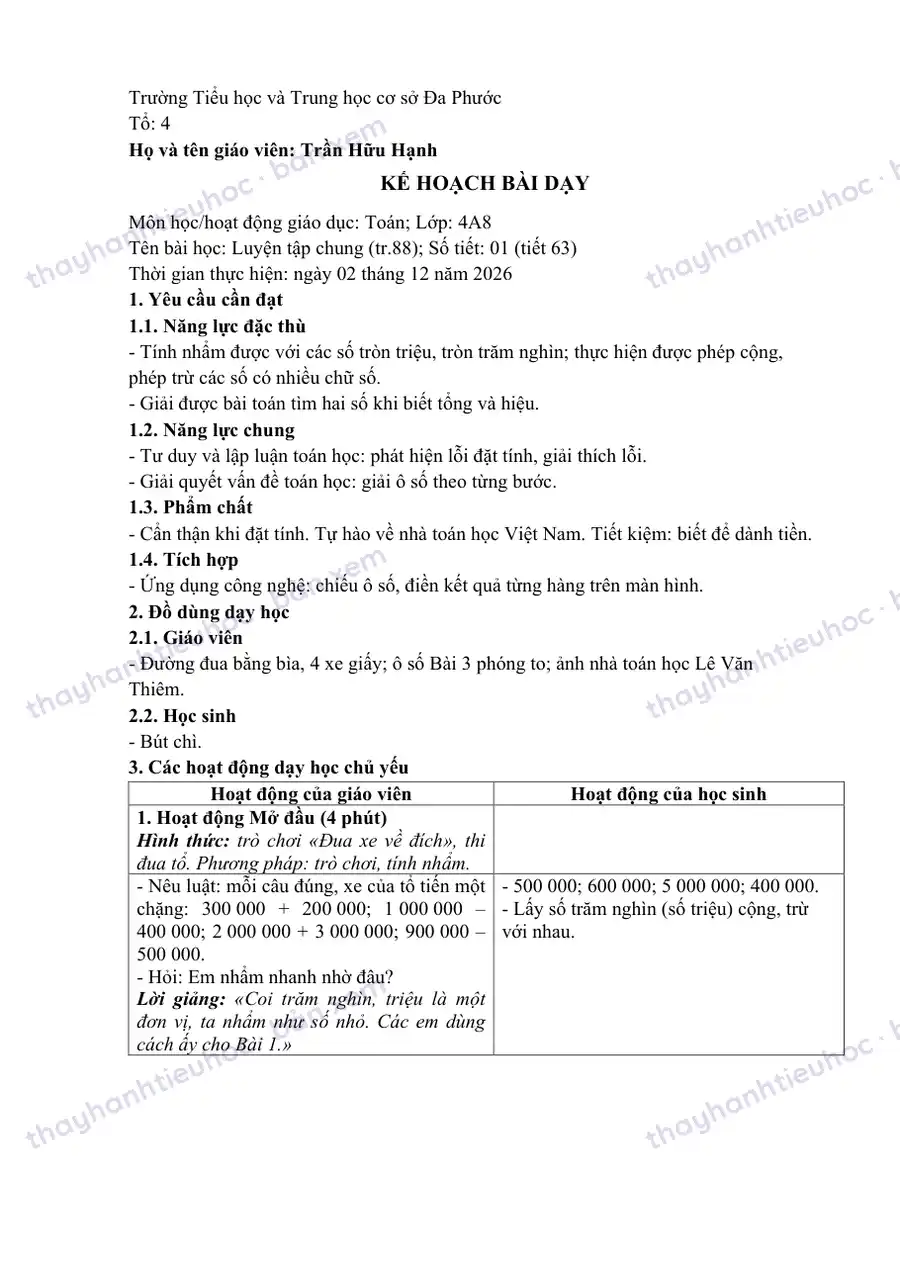 Trường Tiểu học và Trung học cơ sở Đa Phước
Tổ: 4
Họ và tên giáo viên: Trần Hữu Hạnh
KẾ HOẠCH BÀI DẠY
Môn học/hoạt động giáo dục: Toán; Lớp: 4A8
Tên bài học: Luyện tập chung (tr.88); Số tiết: 01 (tiết 63)
Thời gian thực hiện: ngày 02 tháng 12 năm 2026
1. Yêu cầu cần đạt
1.1. Năng lực đặc thù
- Tính nhẩm được với các số tròn triệu, tròn trăm nghìn; thực hiện được phép cộng,
phép trừ các số có nhiều chữ số.
- Giải được bài toán tìm hai số khi biết tổng và hiệu.
1.2. Năng lực chung
- Tư duy và lập luận toán học: phát hiện lỗi đặt tính, giải thích lỗi.
- Giải quyết vấn đề toán học: giải ô số theo từng bước.
1.3. Phẩm chất
- Cẩn thận khi đặt tính. Tự hào về nhà toán học Việt Nam. Tiết kiệm: biết để dành tiền.
1.4. Tích hợp
- Ứng dụng công nghệ: chiếu ô số, điền kết quả từng hàng trên màn hình.
2. Đồ dùng dạy học
2.1. Giáo viên
- Đường đua bằng bìa, 4 xe giấy; ô số Bài 3 phóng to; ảnh nhà toán học Lê Văn
Thiêm.
2.2. Học sinh
- Bút chì.
3. Các hoạt động dạy học chủ yếu
Hoạt động của giáo viên
Hoạt động của học sinh
1. Hoạt động Mở đầu (4 phút)
Hình thức: trò chơi «Đua xe về đích», thi
đua tổ. Phương pháp: trò chơi, tính nhẩm.
- Nêu luật: mỗi câu đúng, xe của tổ tiến một
chặng: 300 000 + 200 000; 1 000 000 –
400 000; 2 000 000 + 3 000 000; 900 000 –
500 000.
- Hỏi: Em nhẩm nhanh nhờ đâu?
Lời giảng: «Coi trăm nghìn, triệu là một
đơn vị, ta nhẩm như số nhỏ. Các em dùng
cách ấy cho Bài 1.»
- 500 000; 600 000; 5 000 000; 400 000.
- Lấy số trăm nghìn (số triệu) cộng, trừ
với nhau.
thayhanhtieuhoc · bản xem
thayhanhtieuhoc · b
thayhanhtieuhoc · bản xem
thayhanhtieuhoc · b
thayhanhtieuhoc · bản xem
thayhanhtieuhoc · b